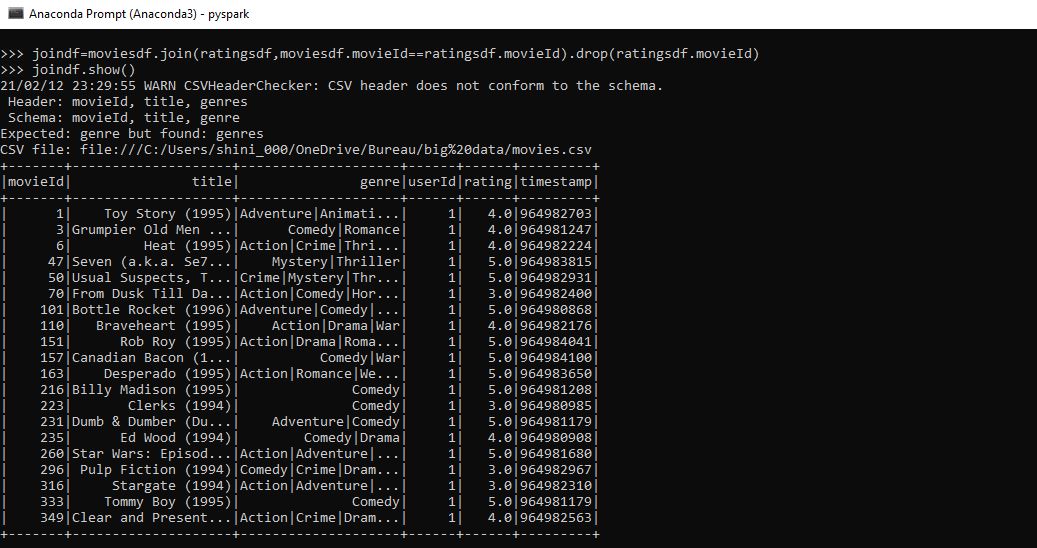 Anaconda Prompt (Anaconda3) - pyspark
>>> joindf=moviesdf.join(ratingsdf,moviesdf.movieId==ratingsdf.movieId).drop(ratingsdf.movieId)
>>> joindf.show()
21/02/12 23:29:55 WARN CSVHeaderChecker: CSV header does not conform to the schema.
 Header: movieId, title, genres
 Schema: movieId, title, genre
Expected: genre but found: genres
CSV file: file:///C:/Users/shini_000/OneDrive/Bureau/big%20data/movies.csv
+-------+--------------------+--------------------+------+------+---------+
|movieId|               title|               genre|userId|rating|timestamp|
+-------+--------------------+--------------------+------+------+---------+
|      1|    Toy Story (1995)|Adventure|Animati...|     1|   4.0|964982703|
|      3|Grumpier Old Men ...|      Comedy|Romance|     1|   4.0|964981247|
|      6|         Heat (1995)|Action|Crime|Thri...|     1|   4.0|964982224|
|     47|Seven (a.k.a. Se7...|    Mystery|Thriller|     1|   5.0|964983815|
|     50|Usual Suspects, T...|Crime|Mystery|Thr...|     1|   5.0|964982931|
|     70|From Dusk Till Da...|Action|Comedy|Hor...|     1|   3.0|964982400|
|    101|Bottle Rocket (1996)|Adventure|Comedy|...|     1|   5.0|964980868|
|    110|   Braveheart (1995)|    Action|Drama|War|     1|   4.0|964982176|
|    151|      Rob Roy (1995)|Action|Drama|Roma...|     1|   5.0|964984041|
|    157|Canadian Bacon (1...|          Comedy|War|     1|   5.0|964984100|
|    163|    Desperado (1995)|Action|Romance|We...|     1|   5.0|964983650|
|    216|Billy Madison (1995)|              Comedy|     1|   5.0|964981208|
|    223|       Clerks (1994)|              Comedy|     1|   3.0|964980985|
|    231|Dumb & Dumber (Du...|    Adventure|Comedy|     1|   5.0|964981179|
|    235|      Ed Wood (1994)|        Comedy|Drama|     1|   4.0|964980908|
|    260|Star Wars: Episod...|Action|Adventure|...|     1|   5.0|964981680|
|    296| Pulp Fiction (1994)|Comedy|Crime|Dram...|     1|   3.0|964982967|
|    316|     Stargate (1994)|Action|Adventure|...|     1|   3.0|964982310|
|    333|    Tommy Boy (1995)|              Comedy|     1|   5.0|964981179|
|    349|Clear and Present...|Action|Crime|Dram...|     1|   4.0|964982563|
+-------+--------------------+--------------------+------+------+---------+